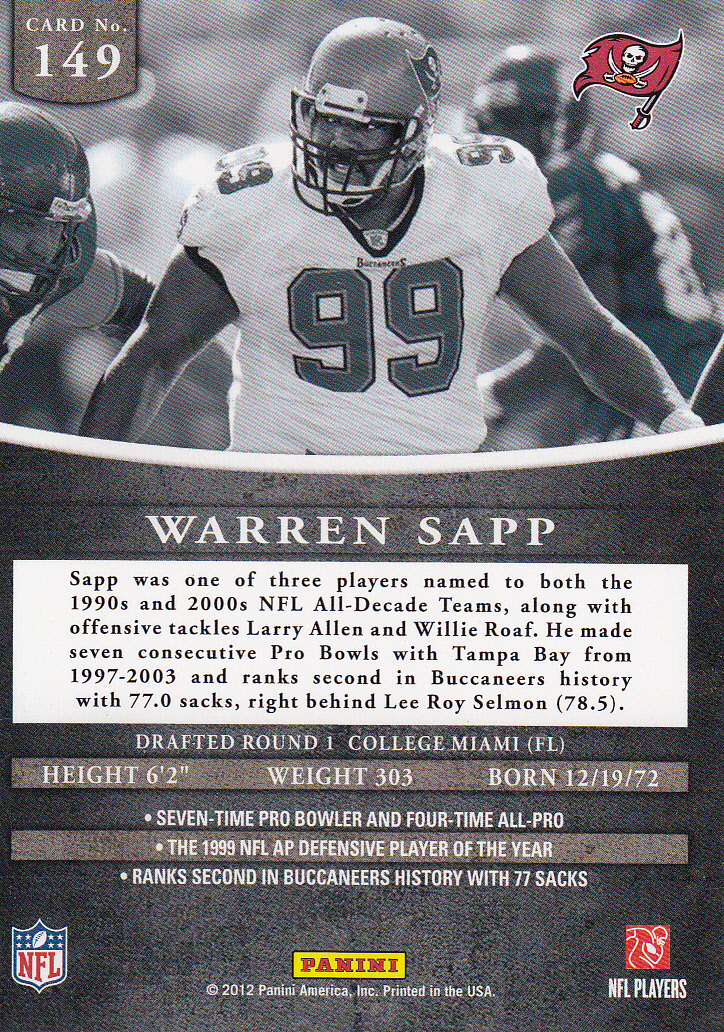 CARD No.
149
99
99
99
BUCCANEERS
99
WARREN SAPP
Sapp was one of three players named to both the
1990s and 2000s NFL All-Decade Teams, along with
offensive tackles Larry Allen and Willie Roaf. He made
seven consecutive Pro Bowls with Tampa Bay from
1997-2003 and ranks second in Buccaneers history
with 77.0 sacks, right behind Lee Roy Selmon (78.5).
DRAFTED ROUND 1 COLLEGE MIAMI (FL)
HEIGHT 6'2" WEIGHT 303 BORN 12/19/72
• SEVEN-TIME PRO BOWLER AND FOUR-TIME ALL-PRO
• THE 1999 NFL AP DEFENSIVE PLAYER OF THE YEAR
• RANKS SECOND IN BUCCANEERS HISTORY WITH 77 SACKS
NFL
PANINI
© 2012 Panini America, Inc. Printed in the USA.
NFL PLAYERS